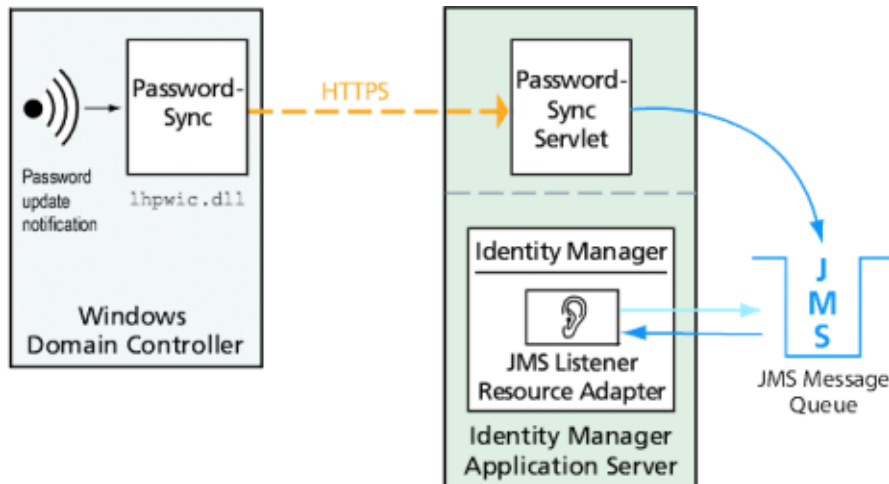 Password-
Sync
lhpwic.dll
Password
update
notification
Windows
Domain Controller
HTTPS
Password-
Sync
Servlet
Identity Manager
JMS Listener
Resource Adapter
Identity Manager
Application Server
J
M
S
JMS Message
Queue